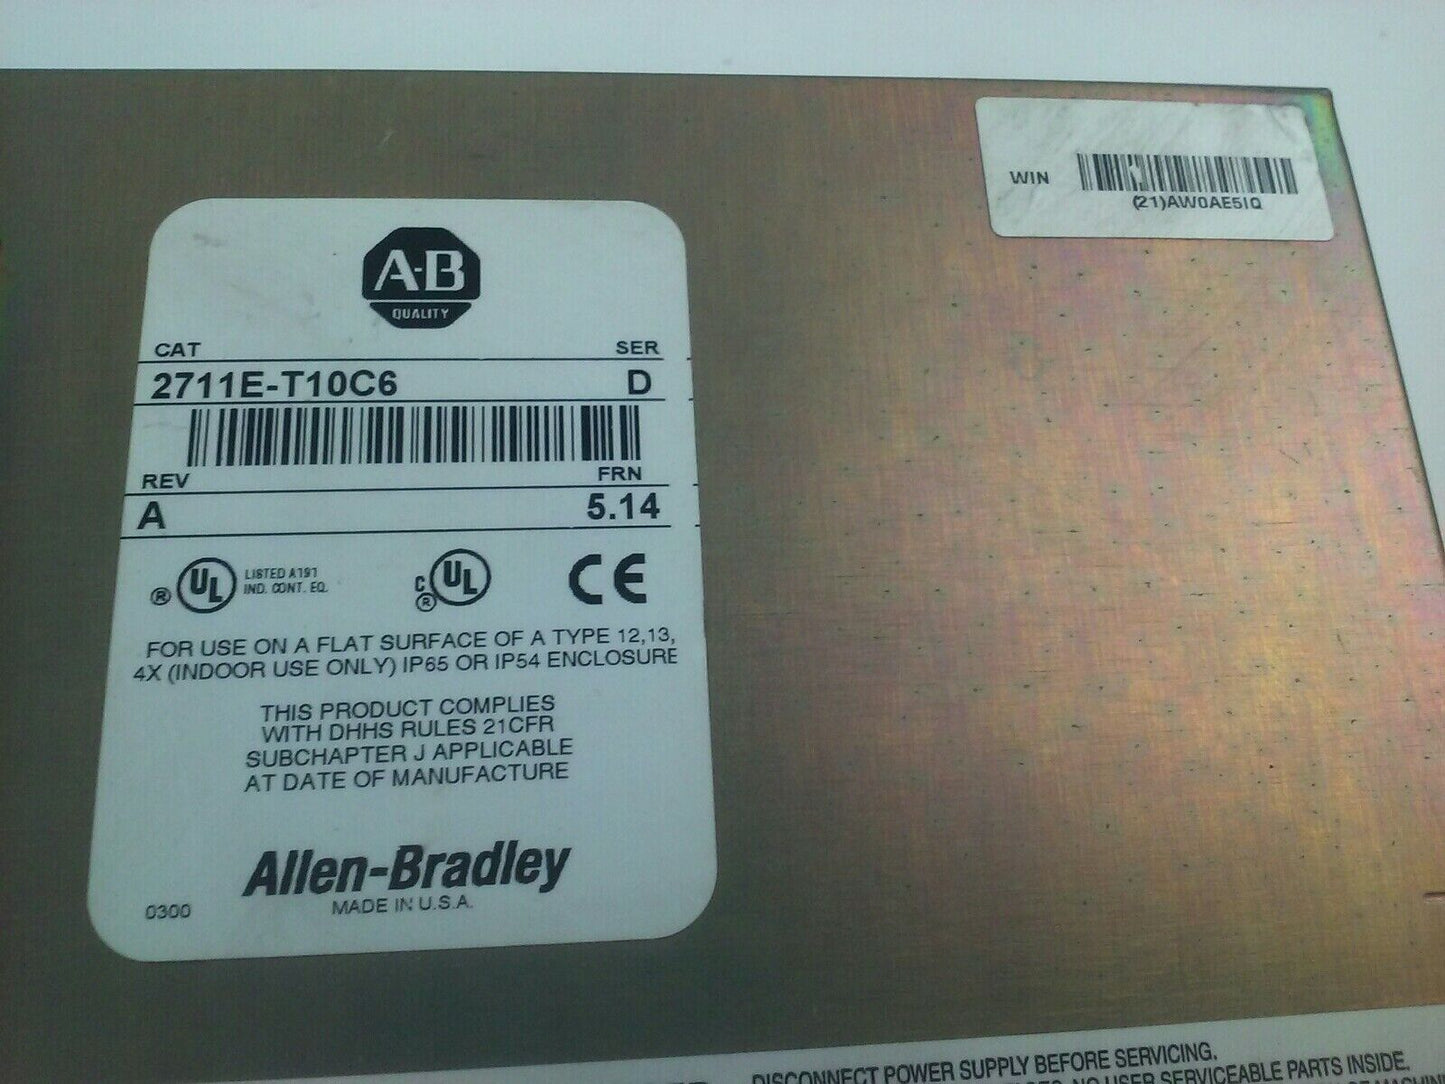 WIN
(21)AW0AE5IQ
A-B
QUALITY
CAT SER
2711E-T10C6 D
REV FRN
A 5.14
® UL LISTED A191
IND. CONT. EQ.
C UL ® CE
FOR USE ON A FLAT SURFACE OF A TYPE 12,13,
4X (INDOOR USE ONLY) IP65 OR IP54 ENCLOSURE
THIS PRODUCT COMPLIES
WITH DHHS RULES 21CFR
SUBCHAPTER J APPLICABLE
AT DATE OF MANUFACTURE
Allen-Bradley
MADE IN U.S.A.
0300
DISCONNECT POWER SUPPLY BEFORE SERVICING.
NO USER SERVICEABLE PARTS INSIDE,